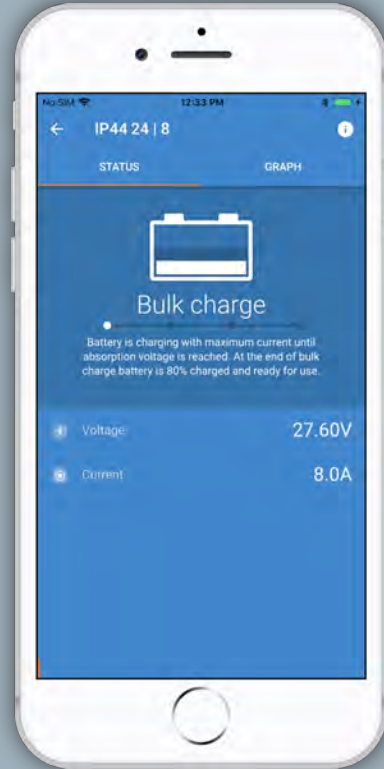 No SIM 12:33 PM
IP44 24 | 8
STATUS GRAPH
Bulk charge
Battery is charging with maximum current until
absorption voltage is reached. At the end of bulk
charge battery is 80% charged and ready for use.
Voltage 27.60V
Current 8.0A